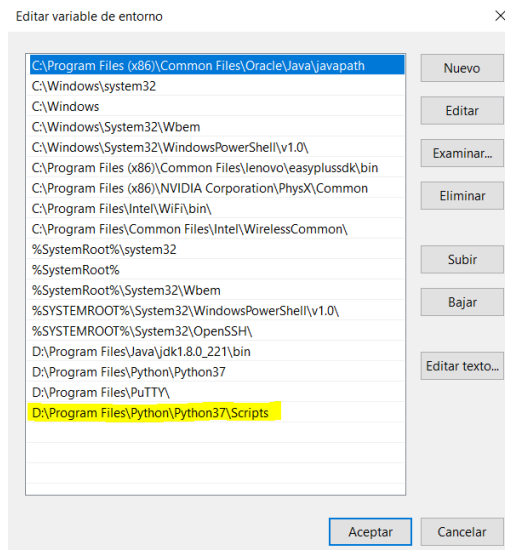 Editar variable de entorno
C:\Program Files (x86)\Common Files\Oracle\Java\javapath
C:\Windows\system32
C:\Windows
C:\Windows\System32\Wbem
C:\Windows\System32\WindowsPowerShell\v1.0\
C:\Program Files (x86)\Common Files\lenovo\easyplussdk\bin
C:\Program Files (x86)\NVIDIA Corporation\PhysX\Common
C:\Program Files\Intel\WiFi\bin\
C:\Program Files\Common Files\Intel\WirelessCommon\
%SystemRoot%\system32
%SystemRoot%
%SystemRoot%\System32\Wbem
%SYSTEMROOT%\System32\WindowsPowerShell\v1.0\
%SYSTEMROOT%\System32\OpenSSH\
D:\Program Files\Java\jdk1.8.0_221\bin
D:\Program Files\Python\Python37
D:\Program Files\PuTTY\
D:\Program Files\Python\Python37\Scripts
Nuevo
Editar
Examinar...
Eliminar
Subir
Bajar
Editar texto...
Aceptar
Cancelar